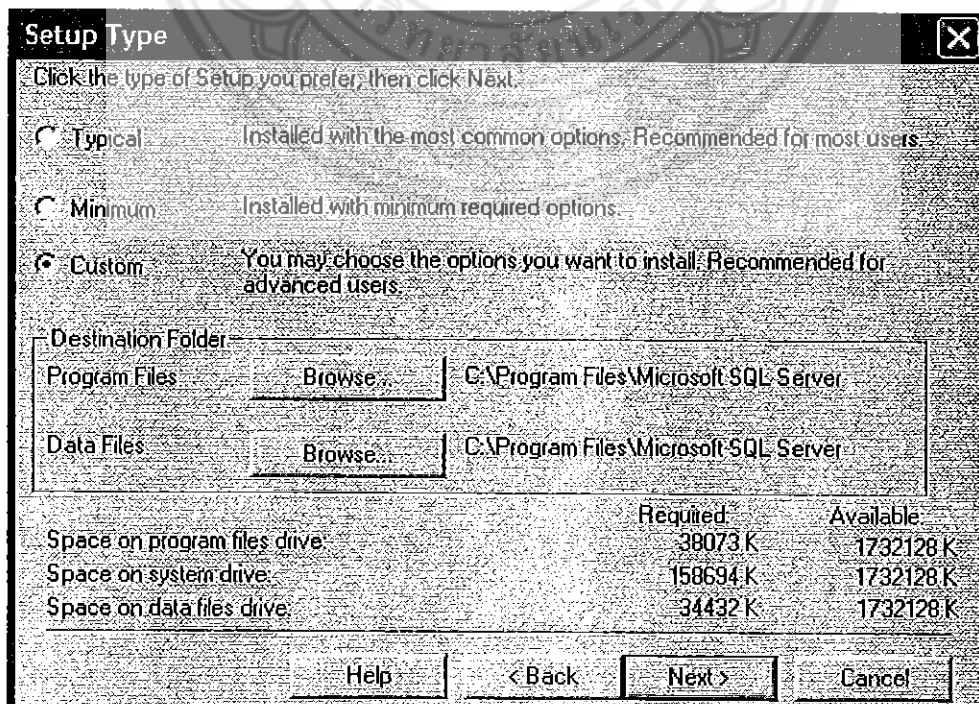 Setup Type
Click the type of Setup you prefer, then click Next.
Typical Installed with the most common options. Recommended for most users.
Minimum Installed with minimum required options.
Custom You may choose the options you want to install. Recommended for
advanced users.
Destination Folder
Program Files Browse... C:\Program Files\Microsoft SQL Server
Data Files Browse... C:\Program Files\Microsoft SQL Server
Required: Available:
Space on program files drive: 38073 K 1732128 K
Space on system drive: 158694 K 1732128 K
Space on data files drive: 34432 K 1732128 K
Help < Back Next > Cancel